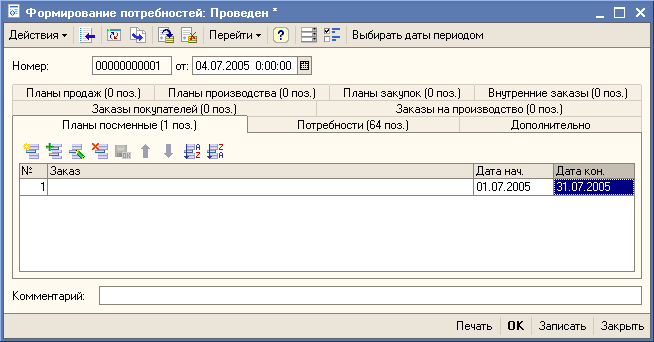 Формирование потребностей: Проведен *
Действия Перейти ? Выбирать даты периодом
Номер: 00000000001 от: 04.07.2005 0:00:00
Планы продаж (0 поз.) Планы производства (0 поз.) Планы закупок (0 поз.) Внутренние заказы (0 поз.)
Заказы покупателей (0 поз.) Заказы на производство (0 поз.)
Планы посменные (1 поз.) Потребности (64 поз.) Дополнительно
№ Заказ Дата нач. Дата кон.
1 01.07.2005 31.07.2005
Комментарий:
Печать OK Записать Закрыть